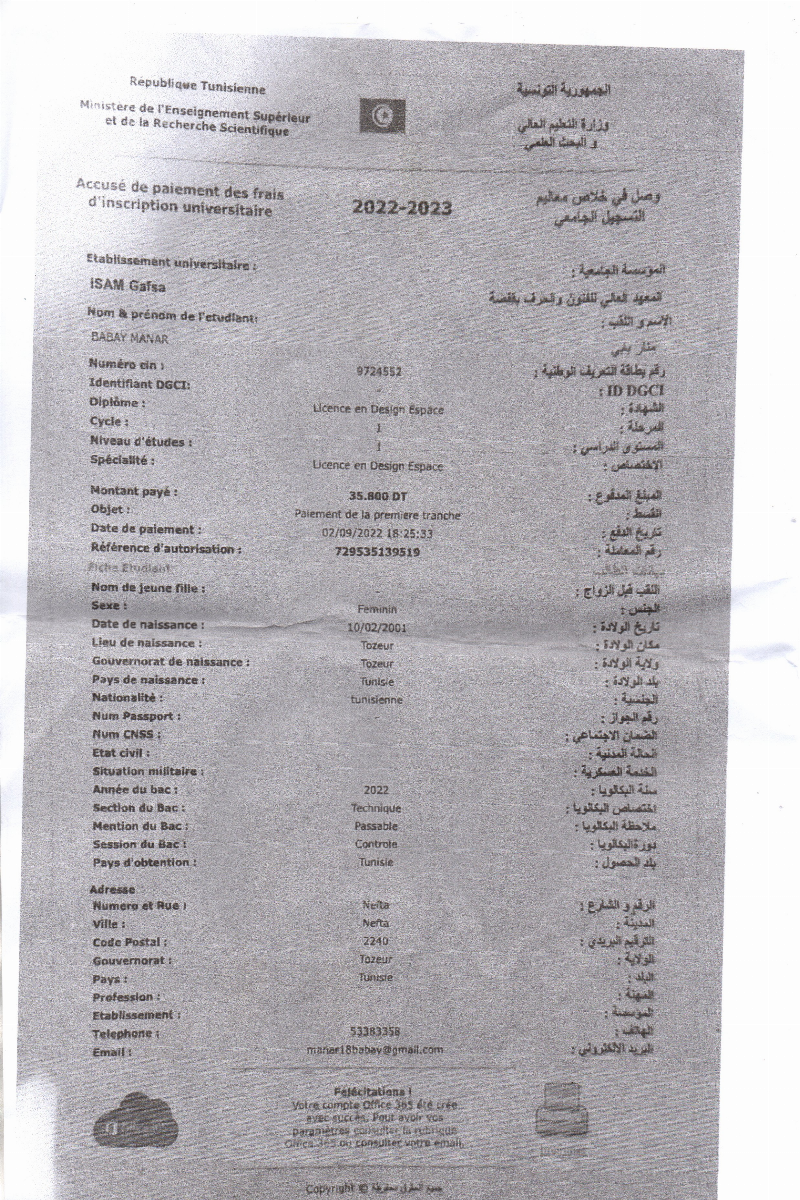 République Tunisienne
الجمهورية التونسية
Ministère de l'Enseignement Supérieur
et de la Recherche Scientifique
وزارة التعليم العالي
و البحث العلمي
Accusé de paiement des frais
d'inscription universitaire
2022-2023
وصل في خلاص معاليم
التسجيل الجامعي
Etablissement universitaire :
المؤسسة الجامعية :
ISAM Gafsa
المعهد العالي للفنون والحرف بقفصة
Nom & prénom de l'etudiant:
الاسم و اللقب :
BABAY MANAR
منار ببي
Numéro cin : 9724552 رقم بطاقة التعريف الوطنية :
Identifiant DGCI: - ID DGCI :
Diplôme : Licence en Design Espace الشهادة :
Cycle : 1 المرحلة :
Niveau d'études : 1 المستوى الدراسي :
Spécialité : Licence en Design Espace الاختصاص :
Montant payé : 35.800 DT المبلغ المدفوع :
Objet : Paiement de la premiere tranche القسط :
Date de paiement : 02/09/2022 18:25:33 تاريخ الدفع :
Référence d'autorisation : 729535139519 رقم المعاملة :
Fiche Etudiant
Nom de jeune fille : - اللقب قبل الزواج :
Sexe : Feminin الجنس :
Date de naissance : 10/02/2001 تاريخ الولادة :
Lieu de naissance : Tozeur مكان الولادة :
Gouvernorat de naissance : Tozeur ولاية الولادة :
Pays de naissance : Tunisie بلد الولادة :
Nationalité : tunisienne الجنسية :
Num Passport : - رقم الجواز :
Num CNSS : الضمان الاجتماعي :
Etat civil : الحالة المدنية :
Situation militaire : الخدمة العسكرية :
Année du bac : 2022 سنة البكالوريا :
Section du Bac : Technique اختصاص البكالوريا :
Mention du Bac : Passable ملاحظة البكالوريا :
Session du Bac : Controle دورة البكالوريا :
Pays d'obtention : Tunisie بلد الحصول :
Adresse
Numero et Rue : Nefta الرقم و الشارع :
Ville : Nefta المدينة :
Code Postal : 2240 الترقيم البريدي :
Gouvernorat : Tozeur الولاية :
Pays : Tunisie البلد :
Profession : المهنة :
Etablissement : المؤسسة :
Telephone : 53383358 الهاتف :
Email : manar18babay@gmail.com البريد الالكتروني :
Félécitations !
Votre compte Office 365 été crée
avec succès. Pour avoir vos
paramètres consulter la rubrique
Office 365 ou consulter votre email.
Imprimer
Copyright © جميع الحقوق محفوظة